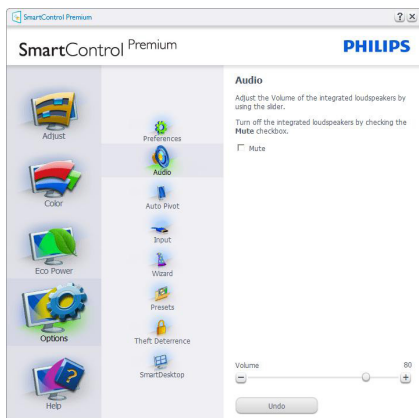 SmartControl Premium
? ×
SmartControl Premium
PHILIPS
Adjust
Color
Eco Power
Options
Help
Preferences
Audio
Auto Pivot
Input
Wizard
Presets
Theft Deterrence
SmartDesktop
Audio
Adjust the Volume of the integrated loudspeakers by
using the slider.
Turn off the integrated loudspeakers by checking the
Mute checkbox.
Mute
Volume 80
Undo